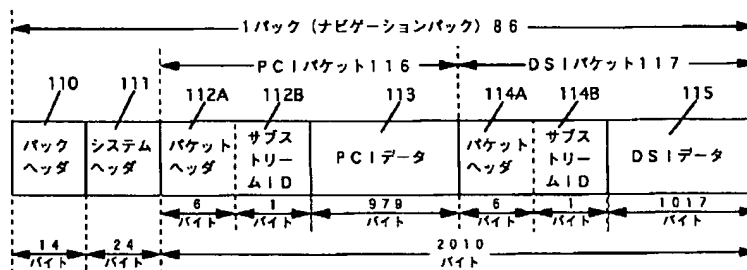 1パック(ナビゲーションパック)86
PCIパケット116
DSIパケット117
110
111
112A
112B
113
114A
114B
115
パック
ヘッダ
システム
ヘッダ
パケット
ヘッダ
サブス
トリー
ムID
PCIデータ
パケット
ヘッダ
サブス
トリー
ムID
DSIデータ
6
バイト
1
バイト
979
バイト
6
バイト
1
バイト
1017
バイト
14
バイト
24
バイト
2010
バイト